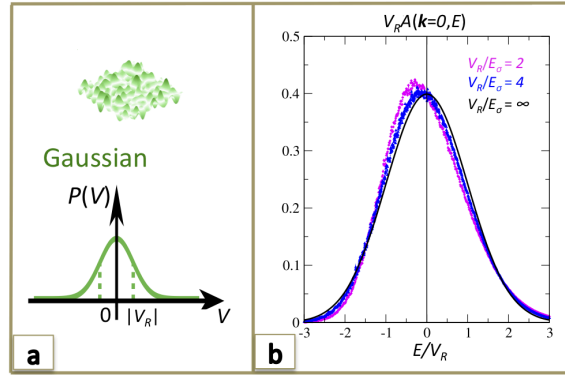 Gaussian
P(V)
0 |V_R| V
a
V_RA(k=0,E)
0.5
V_R/E_σ = 2
V_R/E_σ = 4
V_R/E_σ = ∞
0.4
0.3
0.2
0.1
0
-3 -2 -1 0 1 2 3
E/V_R
b